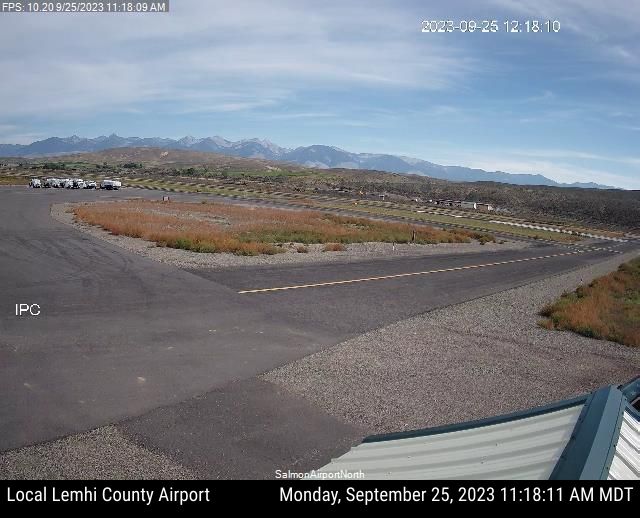 FPS: 10.20 9/25/2023 11:18:09 AM
2023-09-25 12:18:10
IPC
SalmonAirportNorth
Local Lemhi County Airport
Monday, September 25, 2023 11:18:11 AM MDT